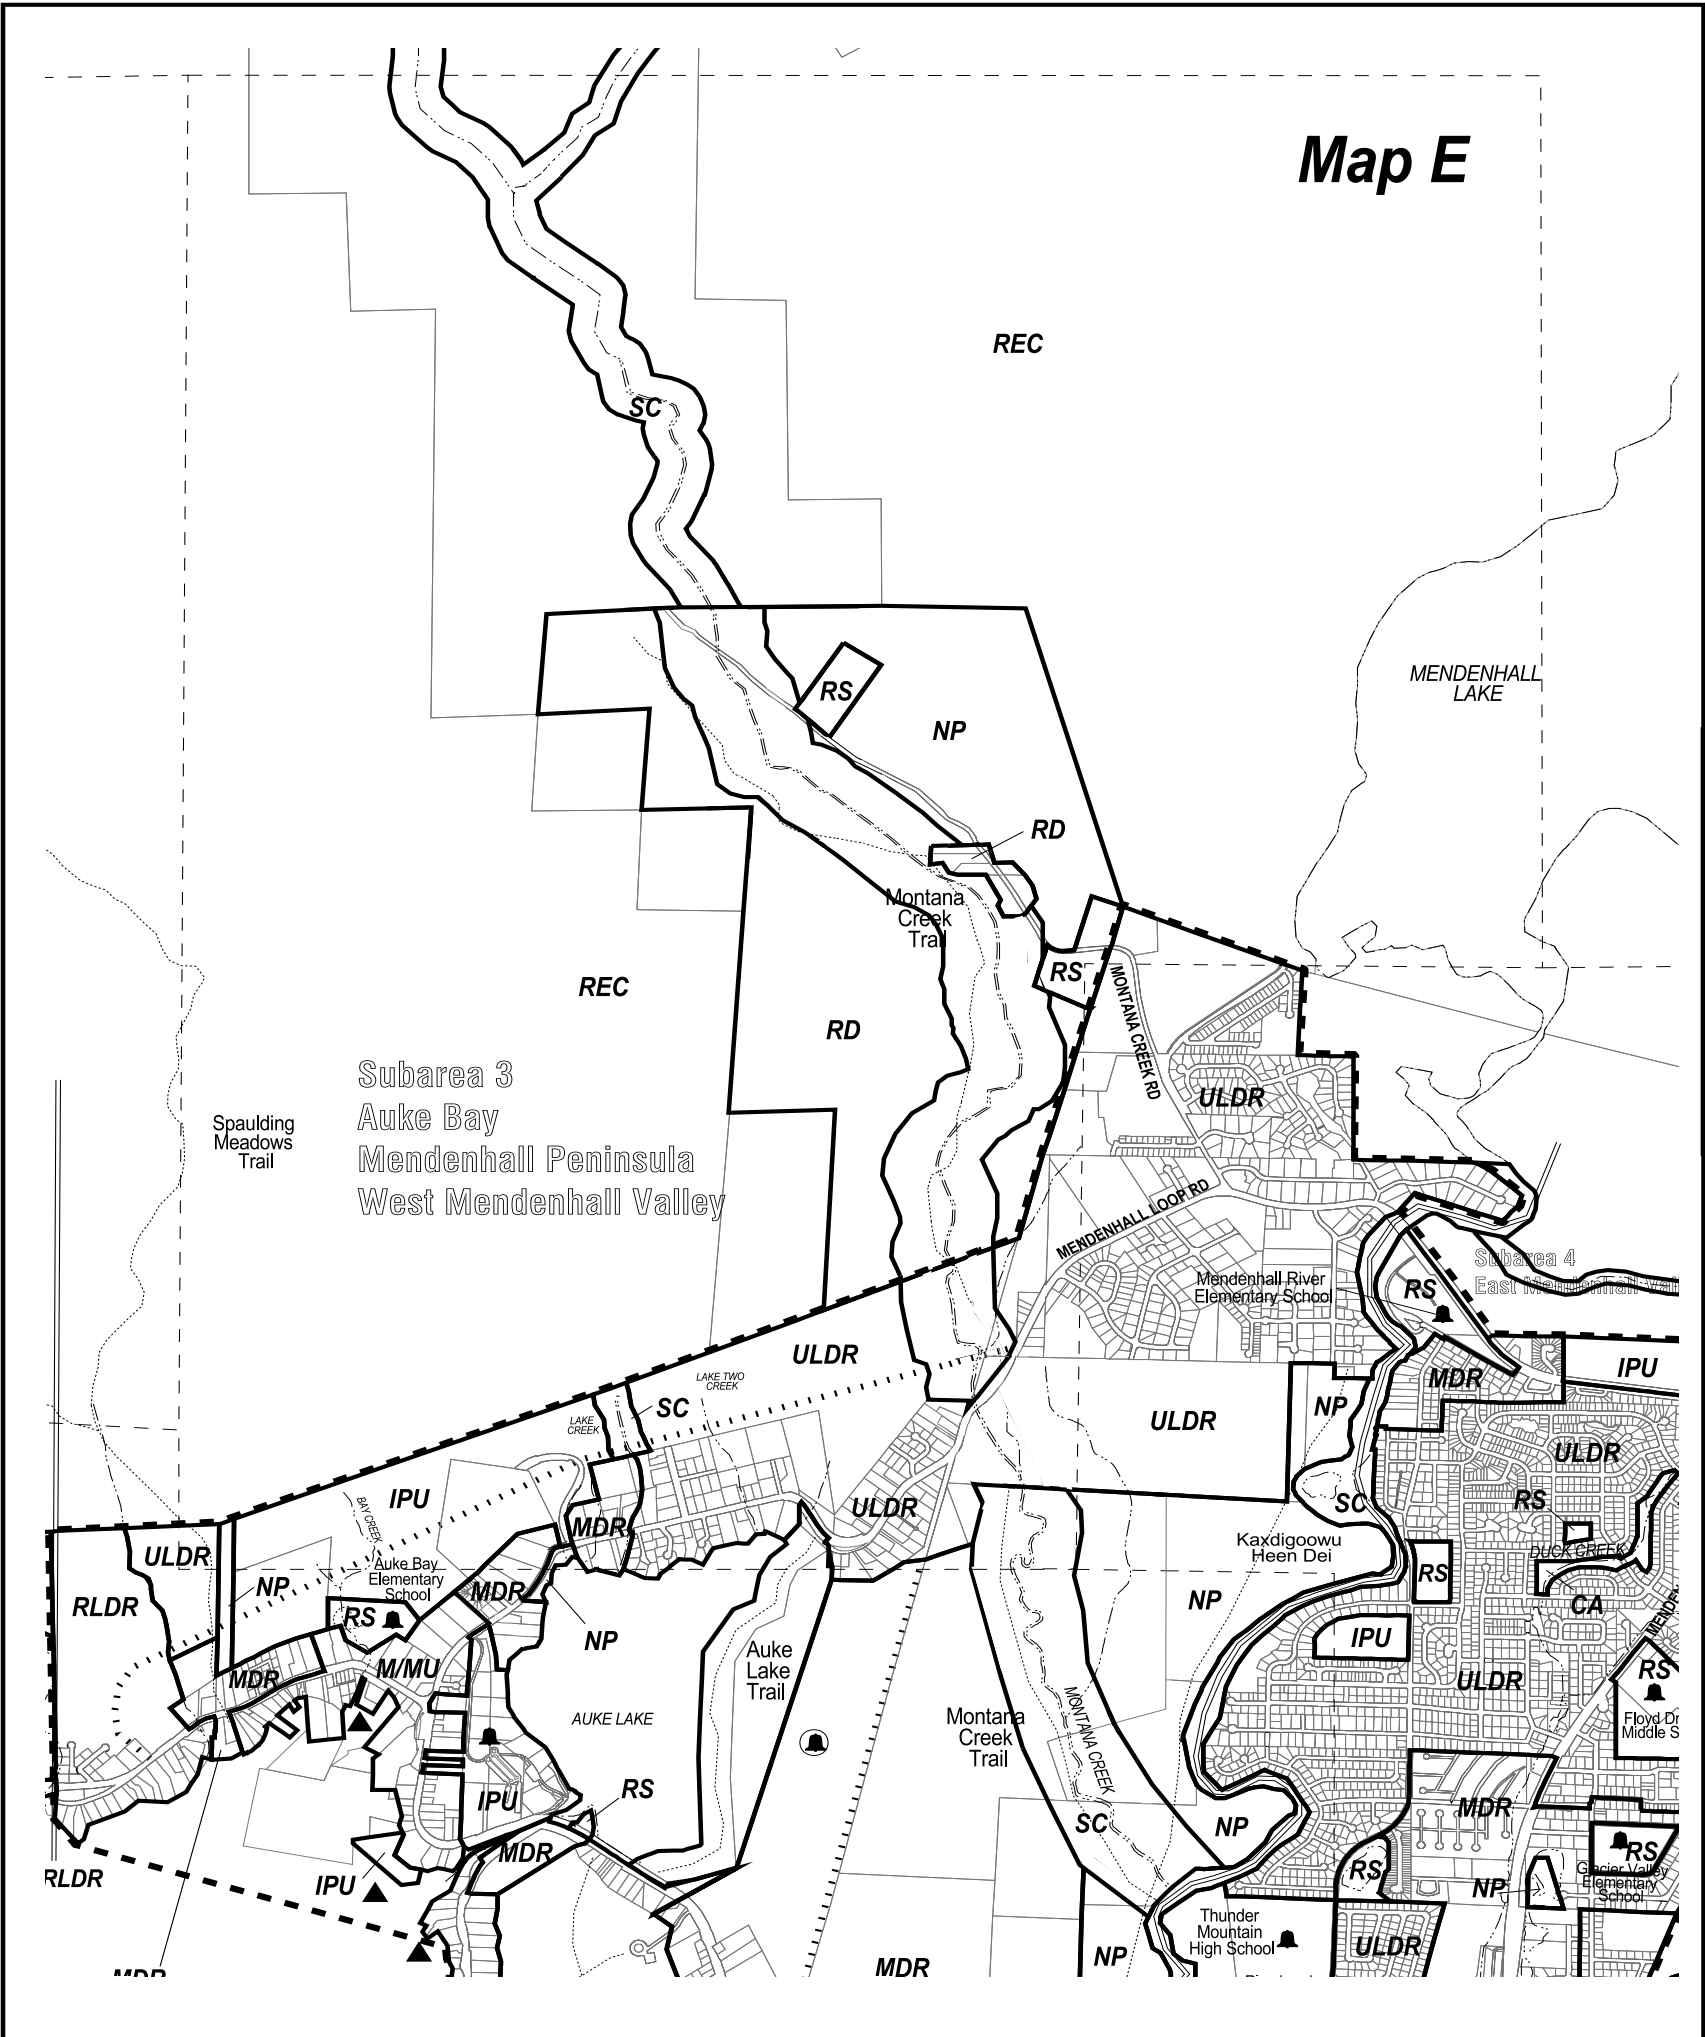 Map E
REC
SC
MENDENHALL
LAKE
RS
NP
RD
Montana
Creek
Trail
RS
REC
RD
MONTANA CREEK RD
Subarea 3
Auke Bay
Mendenhall Peninsula
West Mendenhall Valley
Spaulding
Meadows
Trail
ULDR
MENDENHALL LOOP RD
Subarea 4
East Mendenhall
Mendenhall River
Elementary School
RS
ULDR
IPU
MDR
LAKE TWO
CREEK
SC
LAKE
CREEK
NP
ULDR
ULDR
IPU
BAY CREEK
RS
SC
ULDR
MDR
Kaxdigoowu
Heen Dei
DUCK CREEK
ULDR
NP
Auke Bay
Elementary
School
MDR
RS
RLDR
RS
NP
CA
MENDEN
IPU
NP
M/MU
MDR
Auke
Lake
Trail
RS
ULDR
AUKE LAKE
MONTANA CREEK
Montana
Creek
Trail
Floyd Dr
Middle S
RS
IPU
MDR
SC
NP
MDR
RS
RS
Glacier Valley
Elementary
School
RLDR
IPU
NP
Thunder
Mountain
High School
ULDR
NP
MDR
MDR